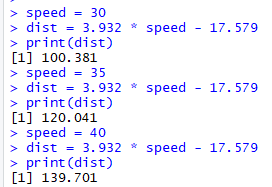 > speed = 30
> dist = 3.932 * speed - 17.579
> print(dist)
[1] 100.381
> speed = 35
> dist = 3.932 * speed - 17.579
> print(dist)
[1] 120.041
> speed = 40
> dist = 3.932 * speed - 17.579
> print(dist)
[1] 139.701